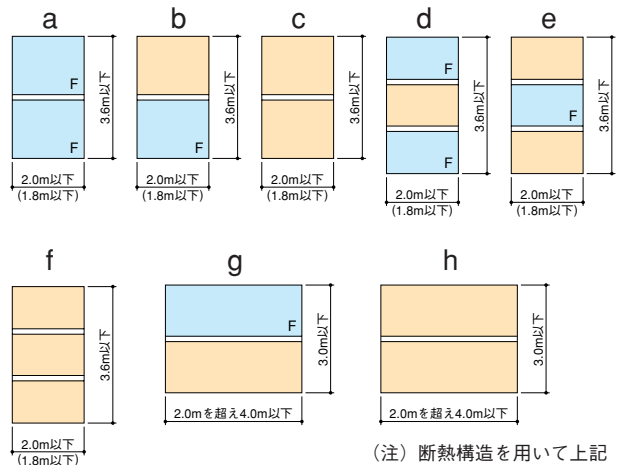 a b c d e
F
F
3.6m以下
2.0m以下
(1.8m以下)
F
3.6m以下
2.0m以下
(1.8m以下)
3.6m以下
2.0m以下
(1.8m以下)
F
F
3.6m以下
2.0m以下
(1.8m以下)
F
3.6m以下
2.0m以下
(1.8m以下)
f g h
3.6m以下
2.0m以下
(1.8m以下)
F
3.0m以下
2.0mを超え4.0m以下
3.0m以下
2.0mを超え4.0m以下
(注) 断熱構造を用いて上記